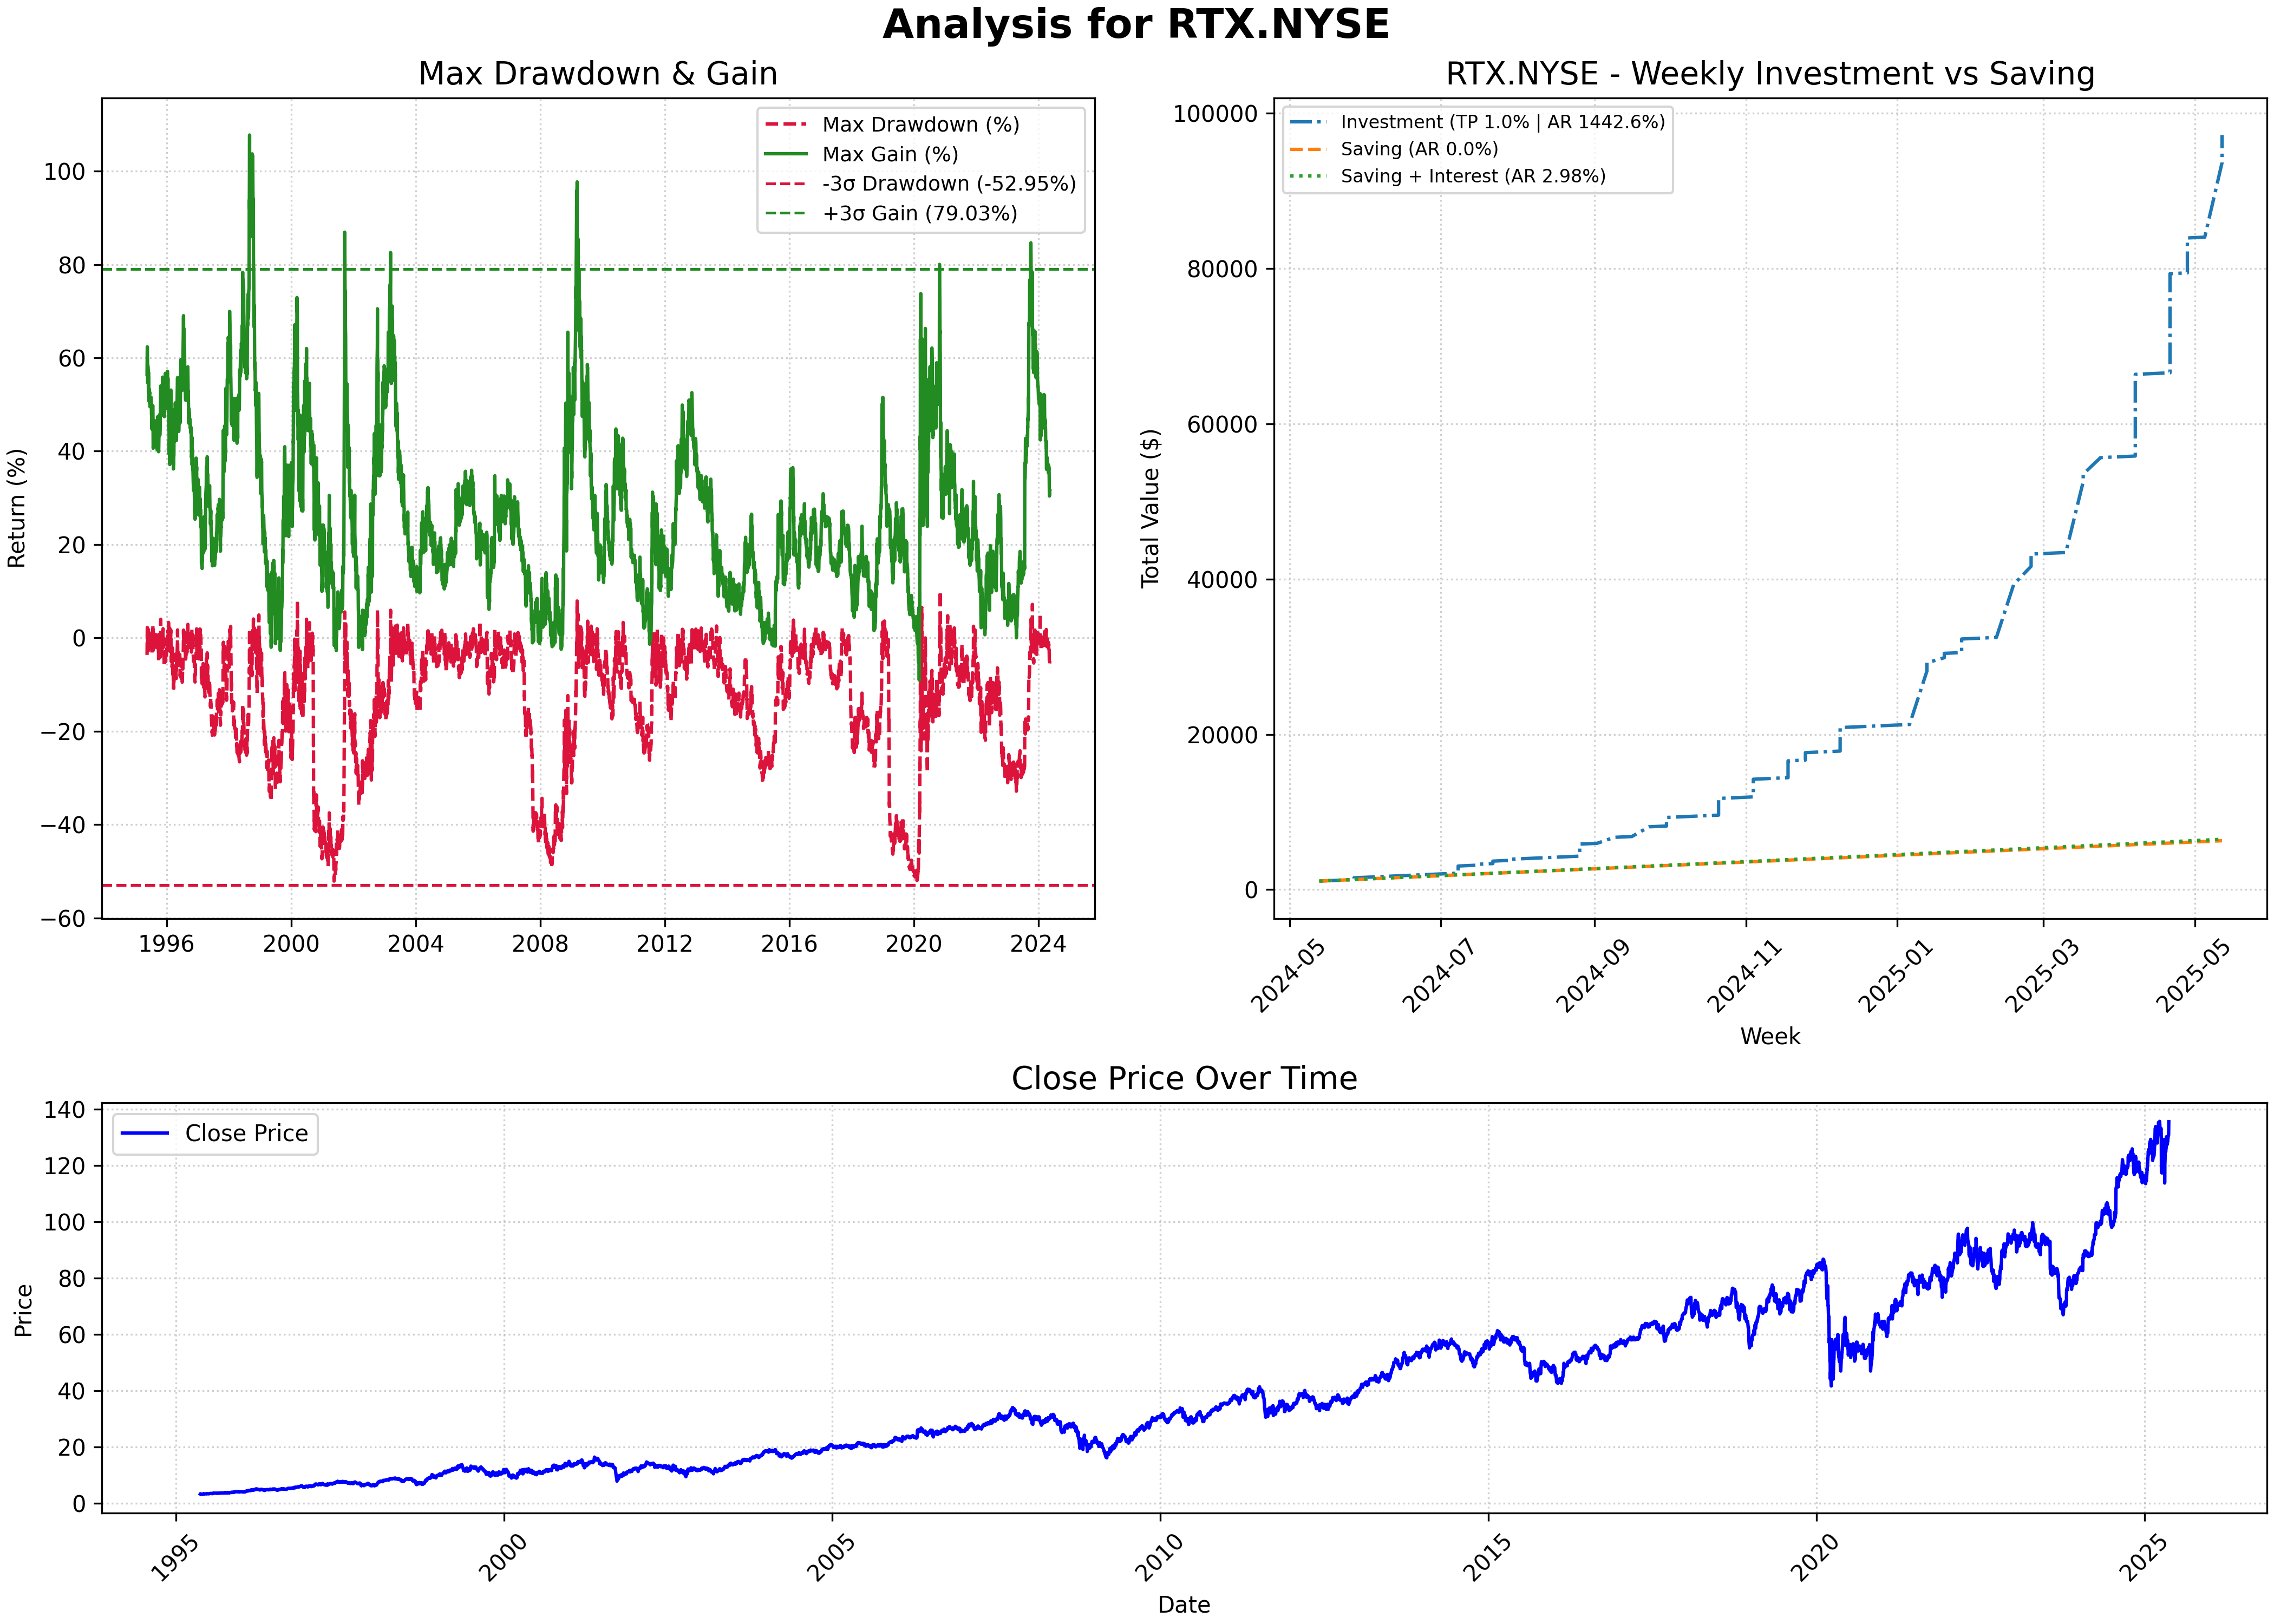 Analysis for RTX.NYSE
Max Drawdown & Gain
Max Drawdown (%)
Max Gain (%)
-3σ Drawdown (-52.95%)
+3σ Gain (79.03%)
Return (%)
100
80
60
40
20
0
−20
−40
−60
1996
2000
2004
2008
2012
2016
2020
2024
RTX.NYSE - Weekly Investment vs Saving
Investment (TP 1.0% | AR 1442.6%)
Saving (AR 0.0%)
Saving + Interest (AR 2.98%)
Total Value ($)
100000
80000
60000
40000
20000
0
2024-05
2024-07
2024-09
2024-11
2025-01
2025-03
2025-05
Week
Close Price Over Time
Close Price
Price
140
120
100
80
60
40
20
0
1995
2000
2005
2010
2015
2020
2025
Date